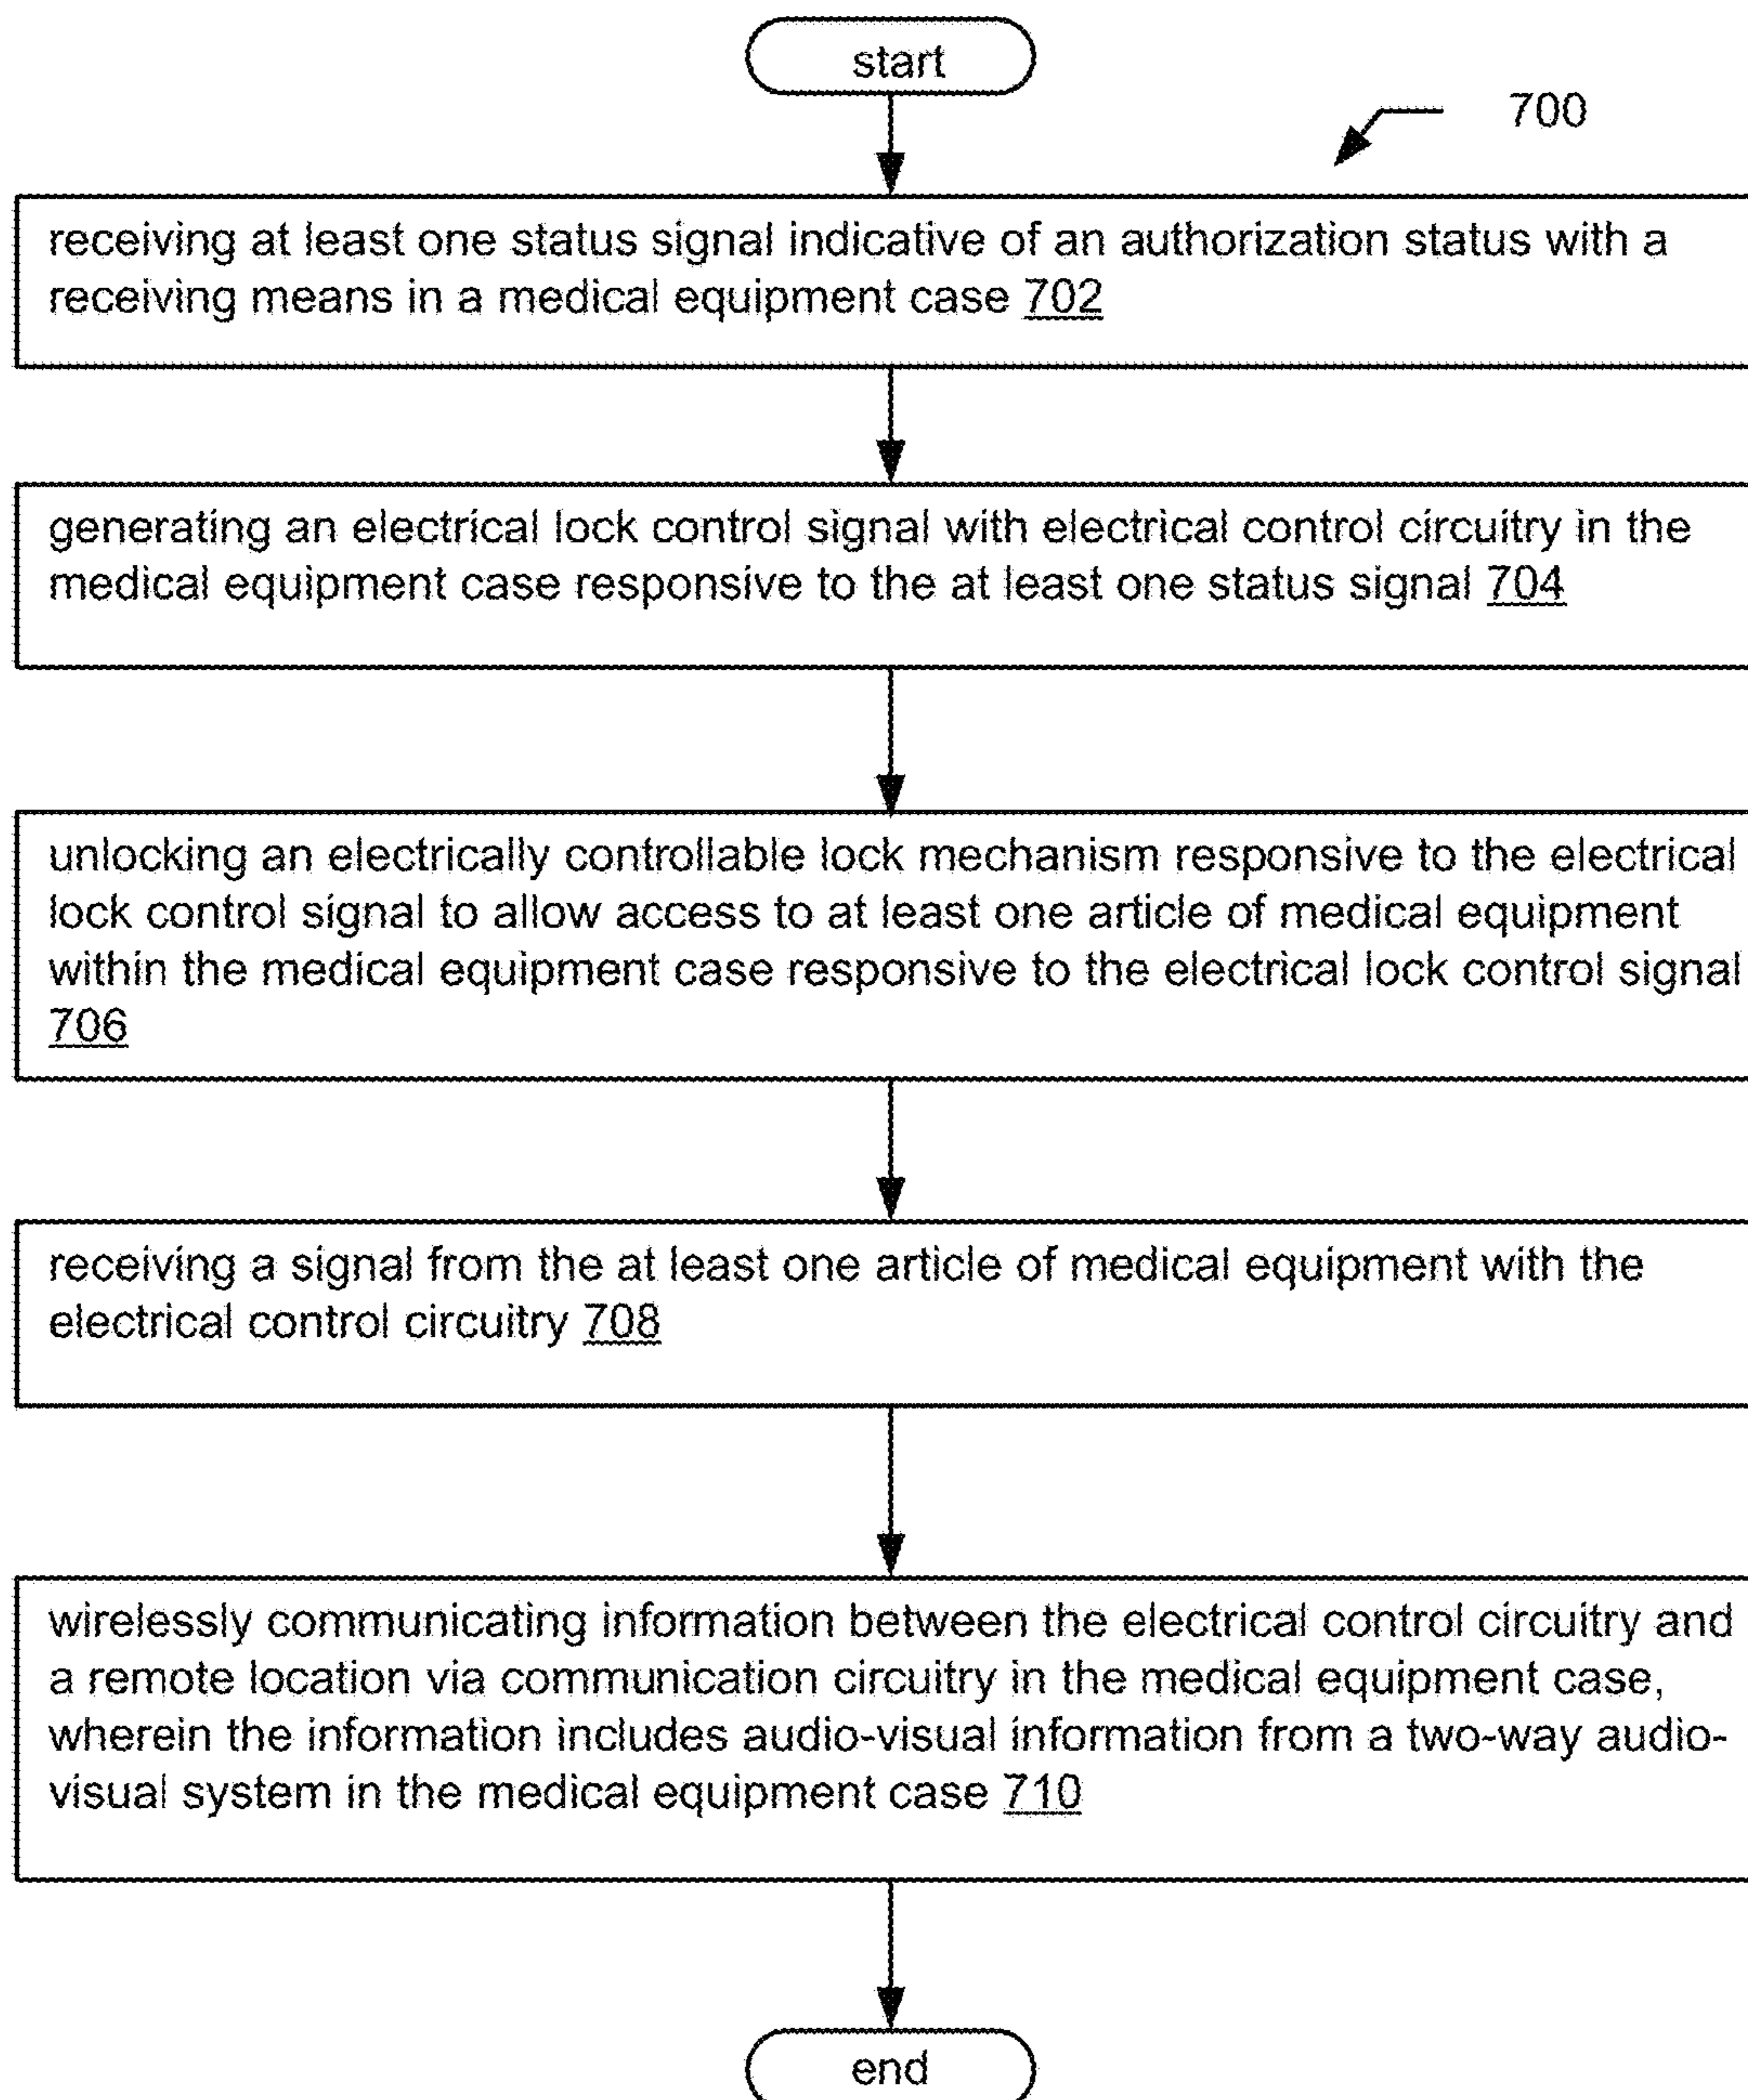 start
700
receiving at least one status signal indicative of an authorization status with a
receiving means in a medical equipment case 702
generating an electrical lock control signal with electrical control circuitry in the
medical equipment case responsive to the at least one status signal 704
unlocking an electrically controllable lock mechanism responsive to the electrical
lock control signal to allow access to at least one article of medical equipment
within the medical equipment case responsive to the electrical lock control signal
706
receiving a signal from the at least one article of medical equipment with the
electrical control circuitry 708
wirelessly communicating information between the electrical control circuitry and
a remote location via communication circuitry in the medical equipment case,
wherein the information includes audio-visual information from a two-way audio-
visual system in the medical equipment case 710
end